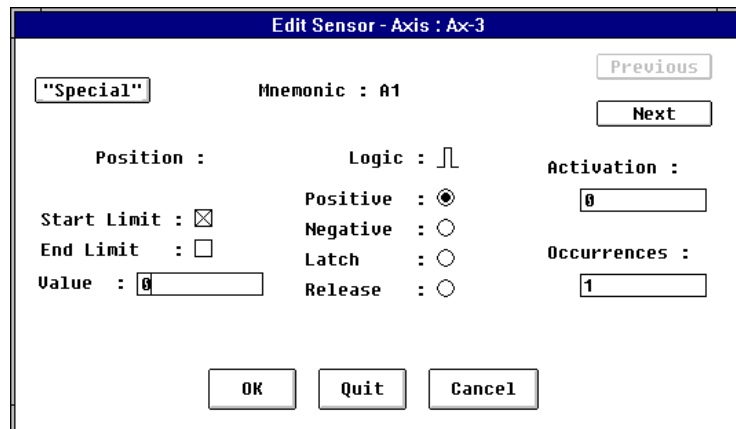 Edit Sensor - Axis : Ax-3
Previous
"Special"
Mnemonic : A1
Next
Position :
Logic :
Activation :
Positive :
0
Start Limit :
Negative :
End Limit :
Latch :
Occurrences :
Value : 0
Release :
1
OK
Quit
Cancel